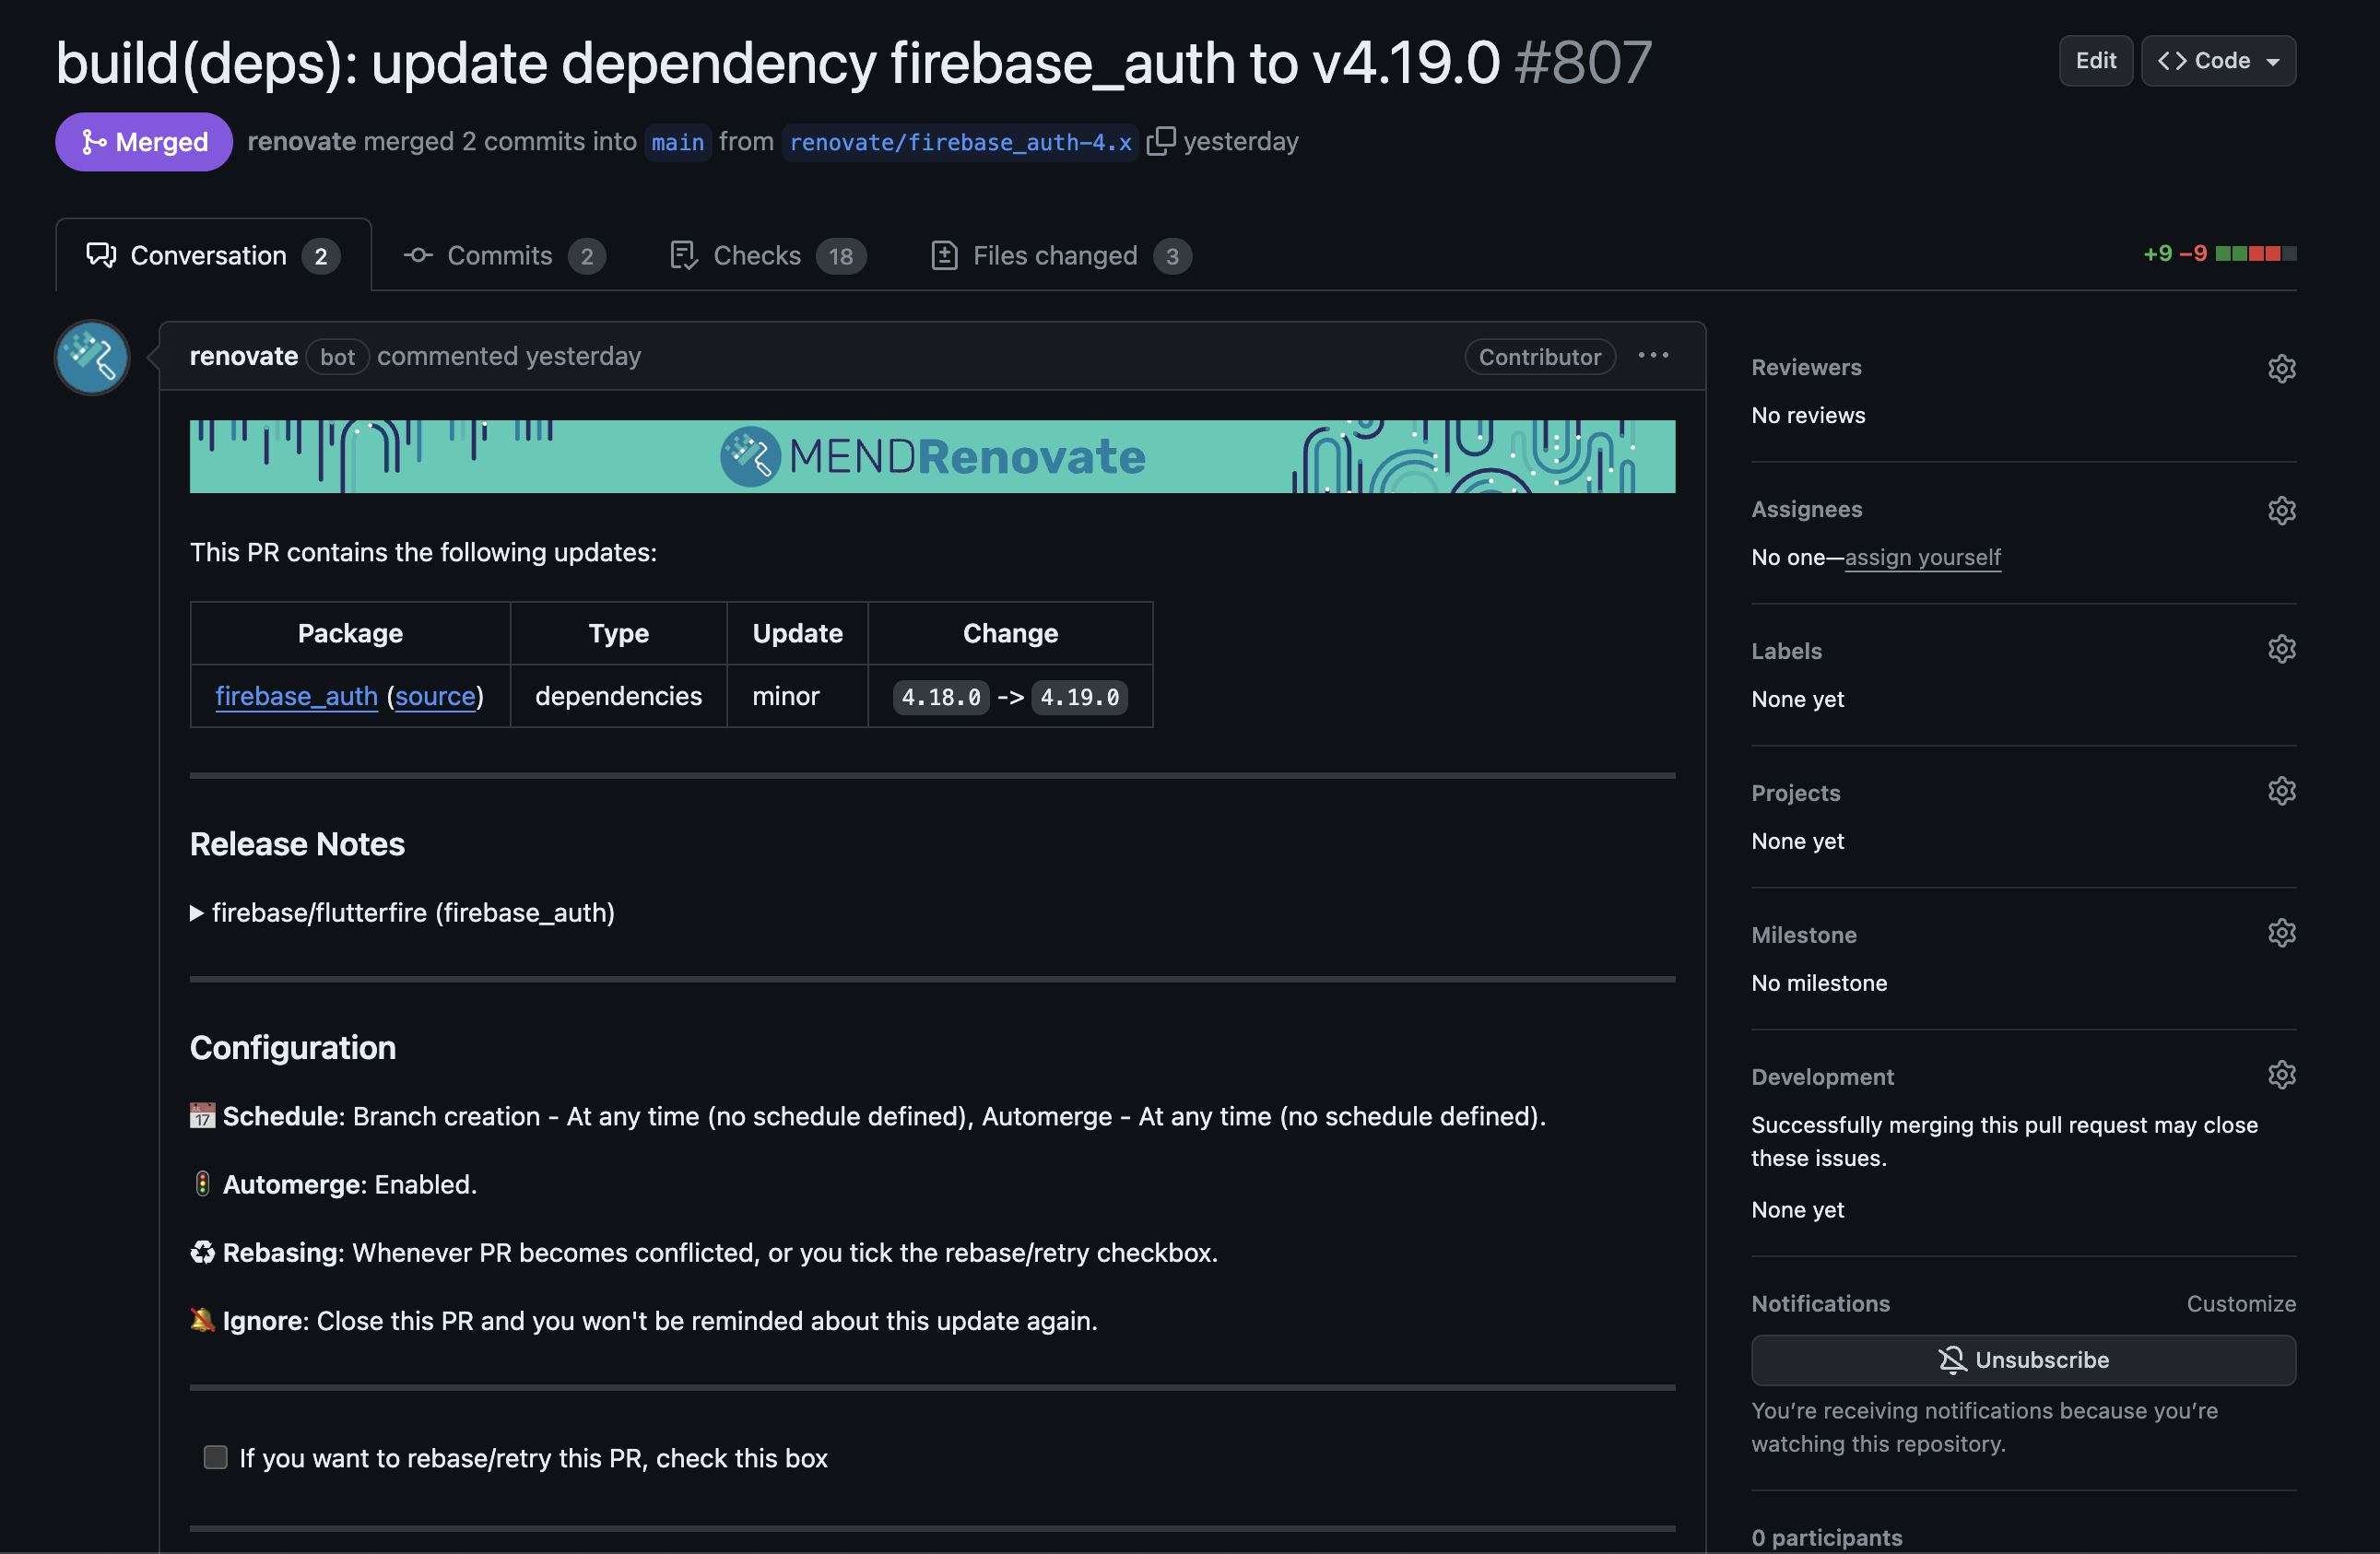 build(deps): update dependency firebase_auth to v4.19.0 #807
Edit
Code
Merged
renovate merged 2 commits into main from renovate/firebase_auth-4.x yesterday
Conversation 2
Commits 2
Checks 18
Files changed 3
+9 −9
renovate bot commented yesterday
Contributor
MENDRenovate
This PR contains the following updates:
Package Type Update Change
firebase_auth (source) dependencies minor 4.18.0 -> 4.19.0
Release Notes
firebase/flutterfire (firebase_auth)
Configuration
17 Schedule: Branch creation - At any time (no schedule defined), Automerge - At any time (no schedule defined).
Automerge: Enabled.
Rebasing: Whenever PR becomes conflicted, or you tick the rebase/retry checkbox.
Ignore: Close this PR and you won't be reminded about this update again.
If you want to rebase/retry this PR, check this box
Reviewers
No reviews
Assignees
No one—assign yourself
Labels
None yet
Projects
None yet
Milestone
No milestone
Development
Successfully merging this pull request may close
these issues.
None yet
Notifications
Customize
Unsubscribe
You’re receiving notifications because you’re
watching this repository.
0 participants